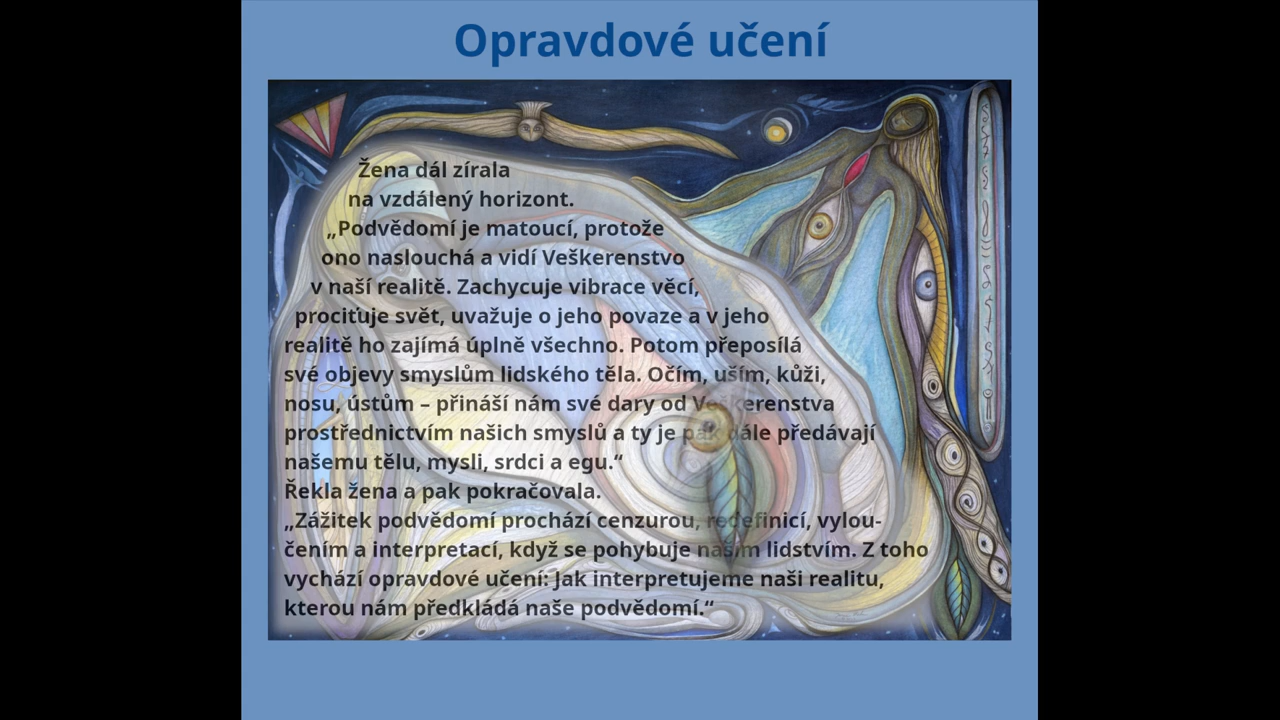 Opravdové učení
Žena dál zírala
na vzdálený horizont.
„Podvědomí je matoucí, protože
ono naslouchá a vidí Veškerenstvo
v naší realitě. Zachycuje vibrace věcí,
prociťuje svět, uvažuje o jeho povaze a v jeho
realitě ho zajímá úplně všechno. Potom přeposílá
své objevy smyslům lidského těla. Očím, uším, kůži,
nosu, ústům – přináší nám své dary od Veškerenstva
prostřednictvím našich smyslů a ty je pak dále předávají
našemu tělu, mysli, srdci a egu.“
Řekla žena a pak pokračovala.
„Zážitek podvědomí prochází cenzurou, redefinicí, vylou-
čením a interpretací, když se pohybuje naším lidstvím. Z toho
vychází opravdové učení: Jak interpretujeme naši realitu,
kterou nám předkládá naše podvědomí.“